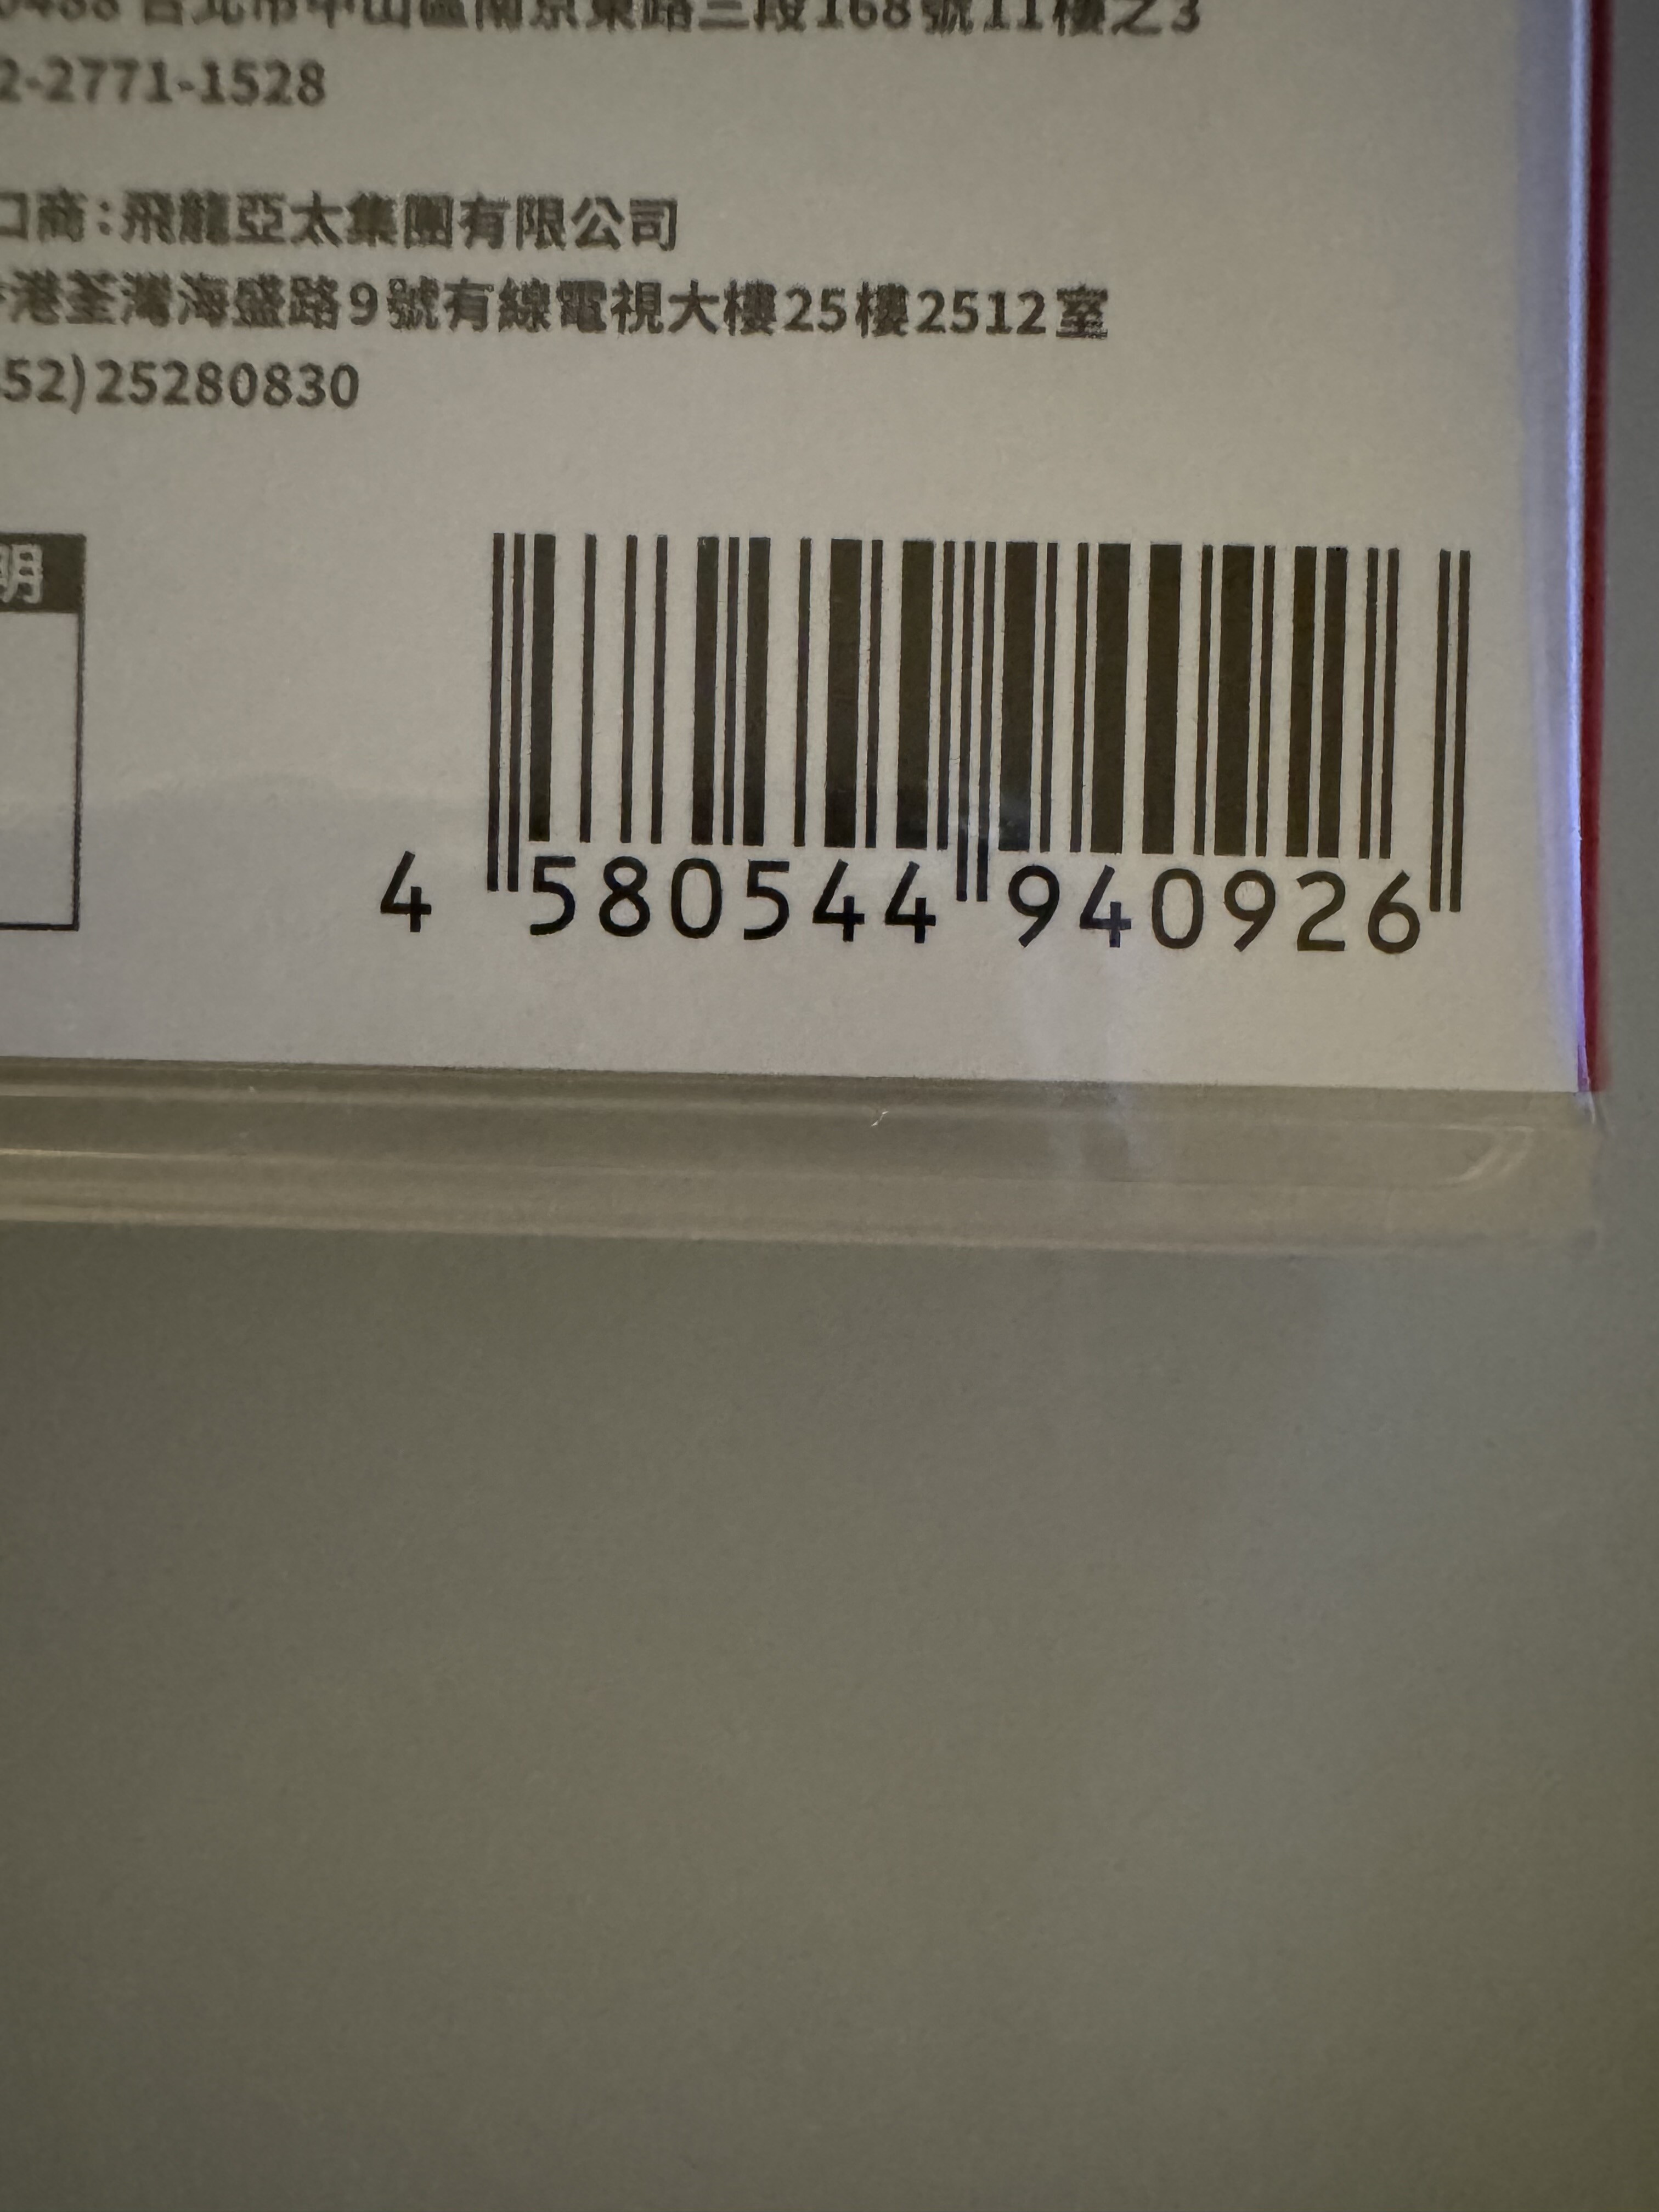 台北市中山區南京東路三段168號11樓之3
2-2771-1528
口商：飛龍亞太集團有限公司
港荃灣海盛路9號有線電視大樓25樓2512室
52)25280830
明
4 580544 940926